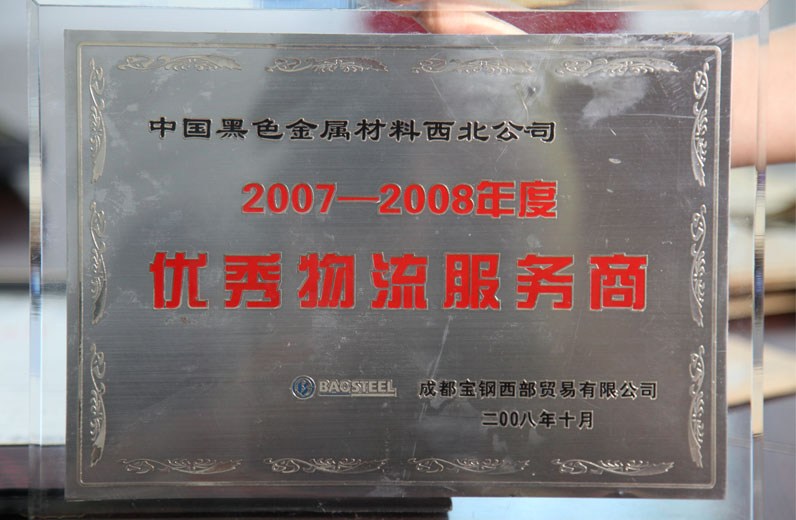 中国黑色金属材料西北公司
2007—2008年度
优秀物流服务商
BAOSTEEL 成都宝钢西部贸易有限公司
二00八年十月